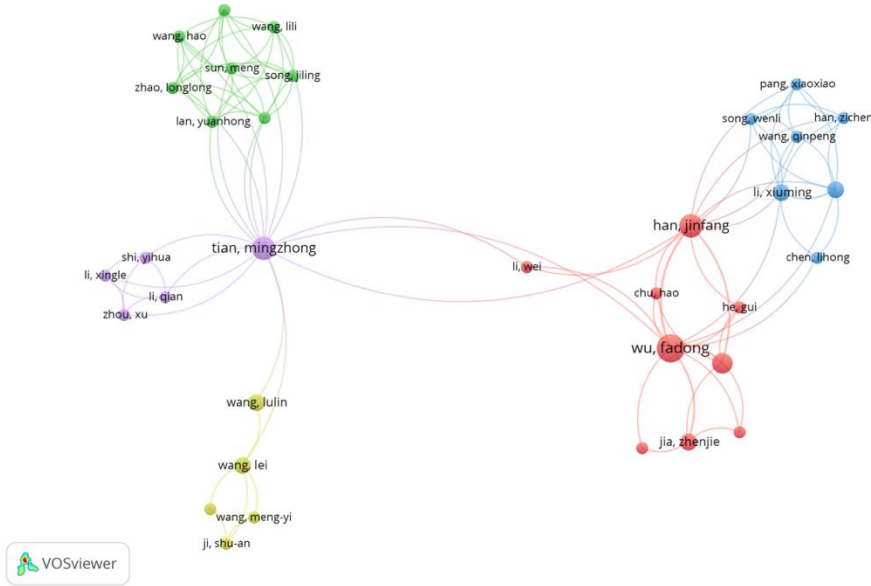 wang, hao
wang, lili
sun, meng
song, jiling
zhao, longlong
lan, yuanhong
tian, mingzhong
shi, yihua
li, xingle
li, qian
zhou, xu
wang, lulin
wang, lei
wang, meng-yi
ji, shu-an
pang, xiaoxiao
song, wenli
han, zichen
wang, qinpeng
li, xiuming
han, jinfang
chen, lihong
li, wei
chu, hao
he, gui
wu, fadong
jia, zhenjie
VOSviewer